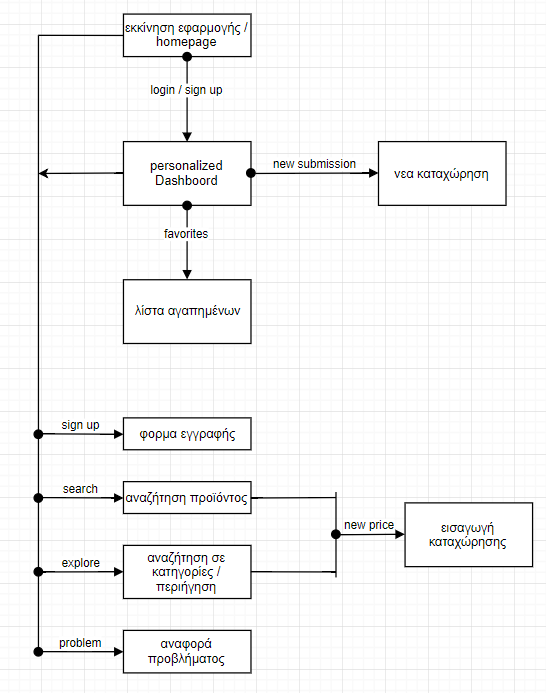 εκκίνηση εφαρμογής /
homepage
login / sign up
personalized
Dashboord
new submission
νεα καταχώρηση
favorites
λίστα αγαπημένων
sign up
φορμα εγγραφής
search
αναζήτηση προϊόντος
new price
εισαγωγή
καταχώρησης
explore
αναζήτηση σε
κατηγορίες /
περιήγηση
problem
αναφορά
προβλήματος